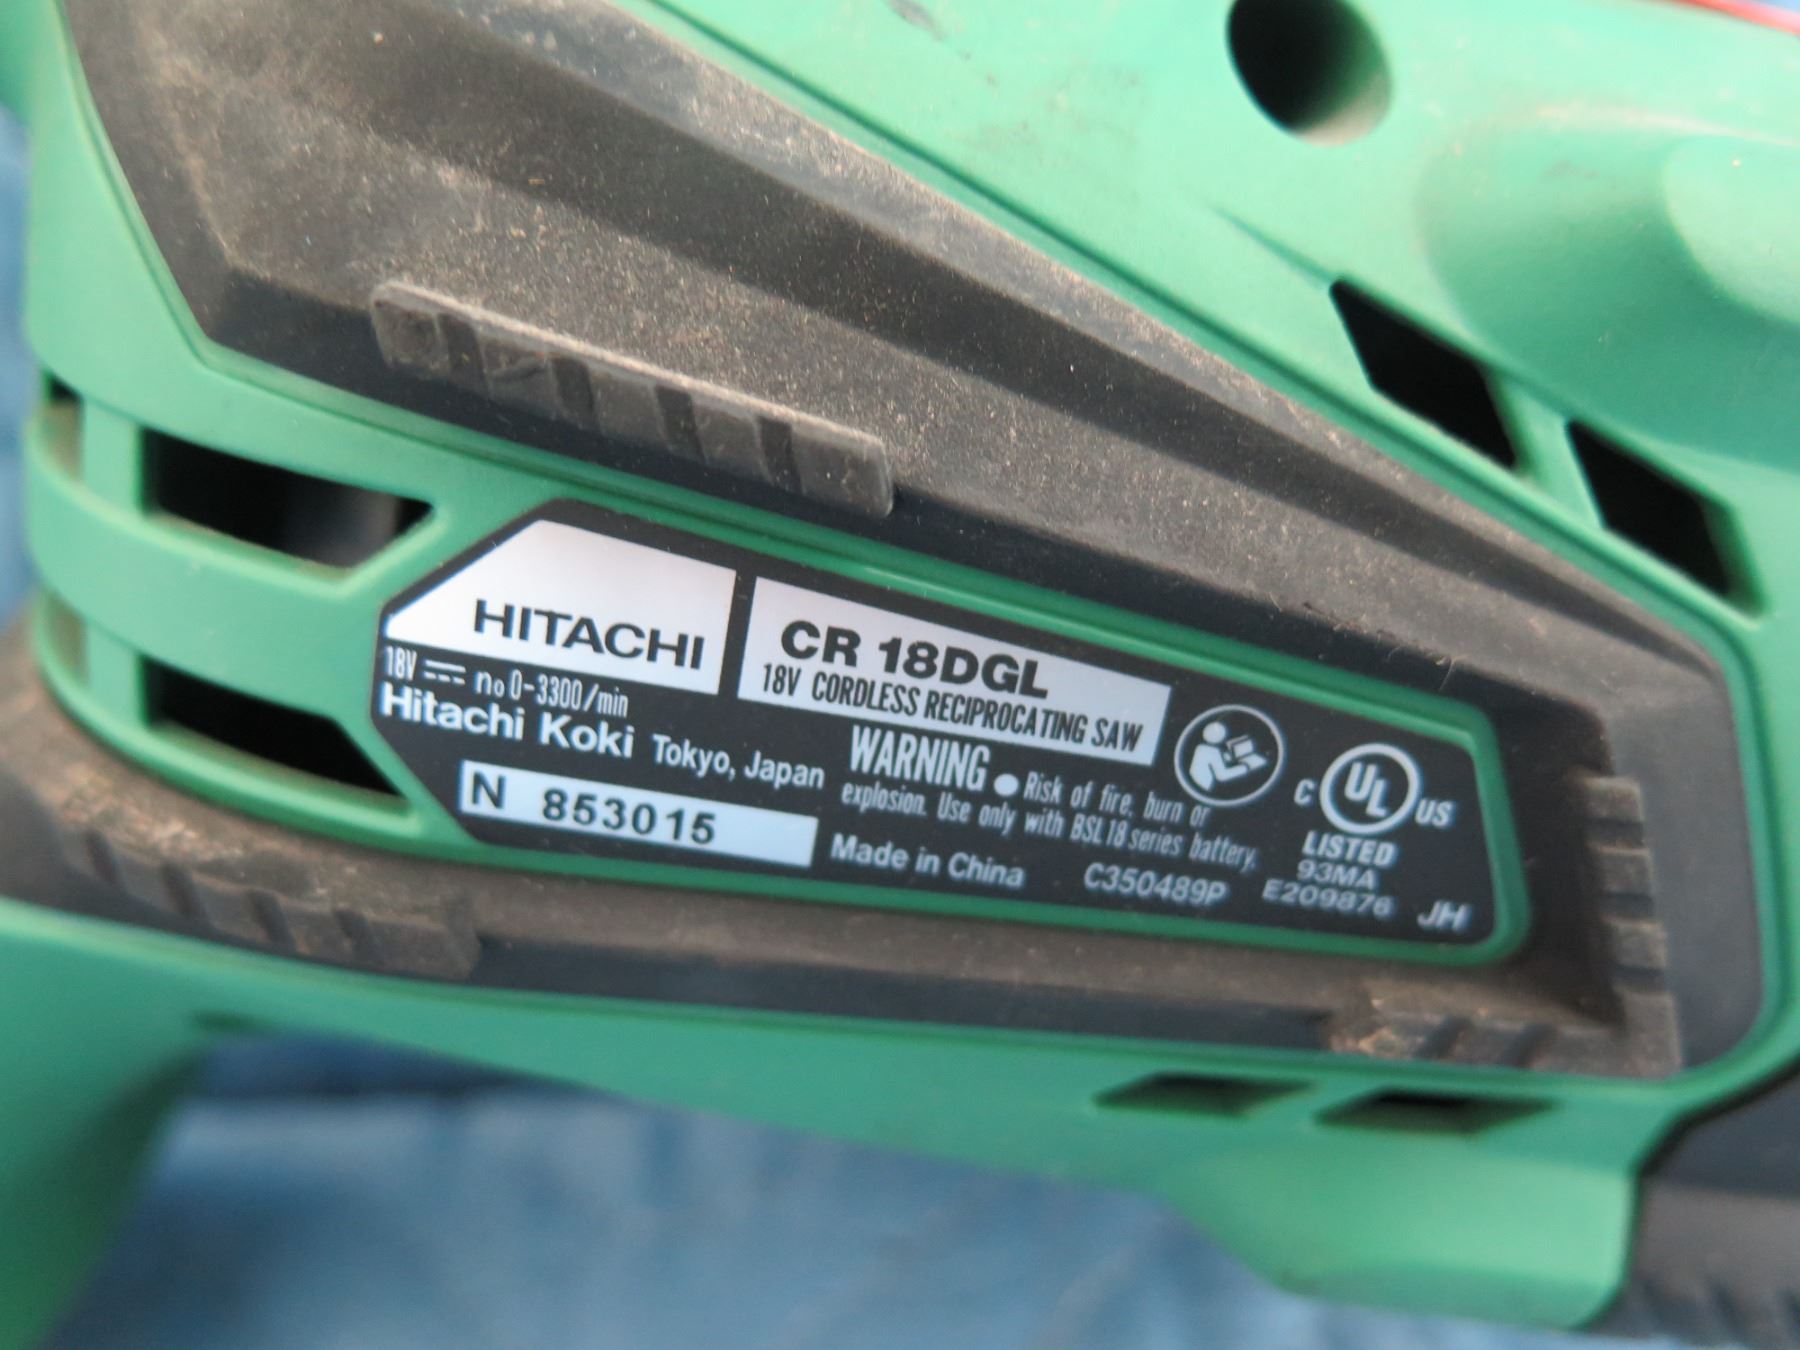 HITACHI
CR 18DGL
18V CORDLESS RECIPROCATING SAW
18V ⎓ n₀ 0-3300/min
Hitachi Koki Tokyo, Japan
N 853015
WARNING ● Risk of fire, burn or
explosion. Use only with BSL18 series battery.
Made in China
C350489P
C UL US
LISTED
93MA
E209876
JH